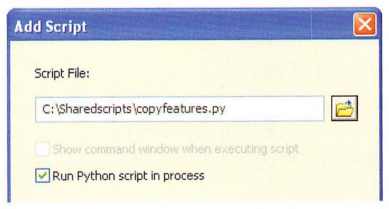 Add Script
Script File:
C:\Sharedscripts\copyfeatures.py
Show command window when executing script
Run Python script in process